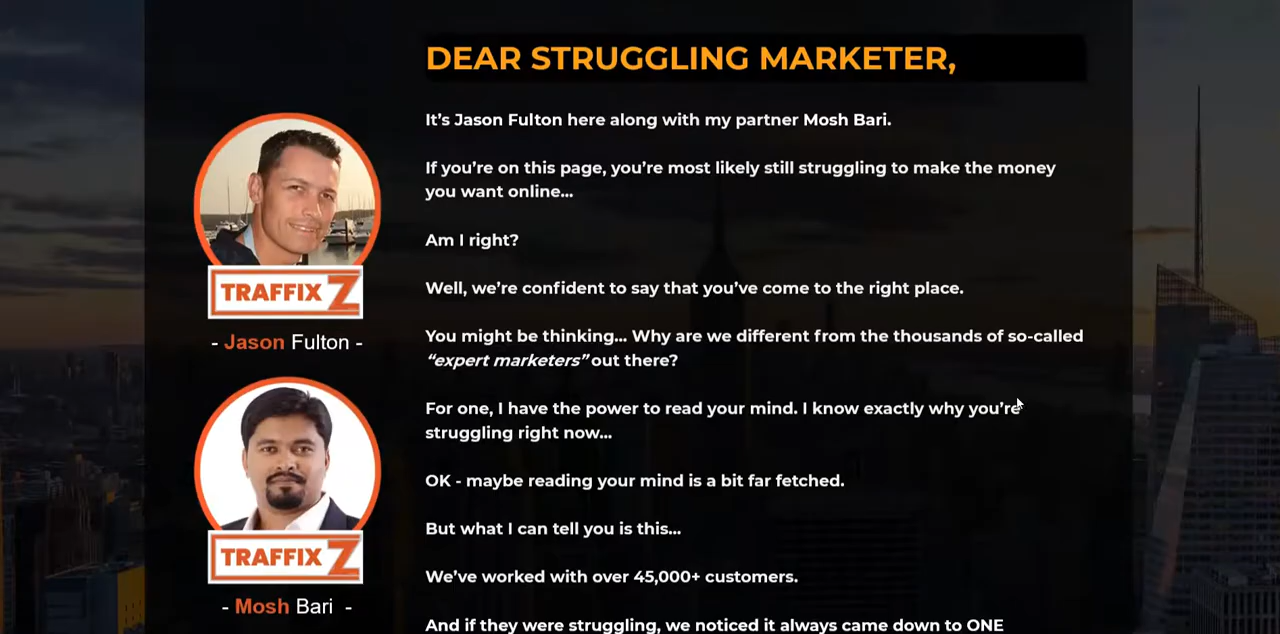 DEAR STRUGGLING MARKETER,
It's Jason Fulton here along with my partner Mosh Bari.
If you're on this page, you're most likely still struggling to make the money
you want online...
Am I right?
Well, we're confident to say that you've come to the right place.
You might be thinking... Why are we different from the thousands of so-called
"expert marketers" out there?
For one, I have the power to read your mind. I know exactly why you're
struggling right now...
OK - maybe reading your mind is a bit far fetched.
But what I can tell you is this...
We've worked with over 45,000+ customers.
And if they were struggling, we noticed it always came down to ONE
TRAFFIX Z
- Jason Fulton -
TRAFFIX Z
- Mosh Bari -